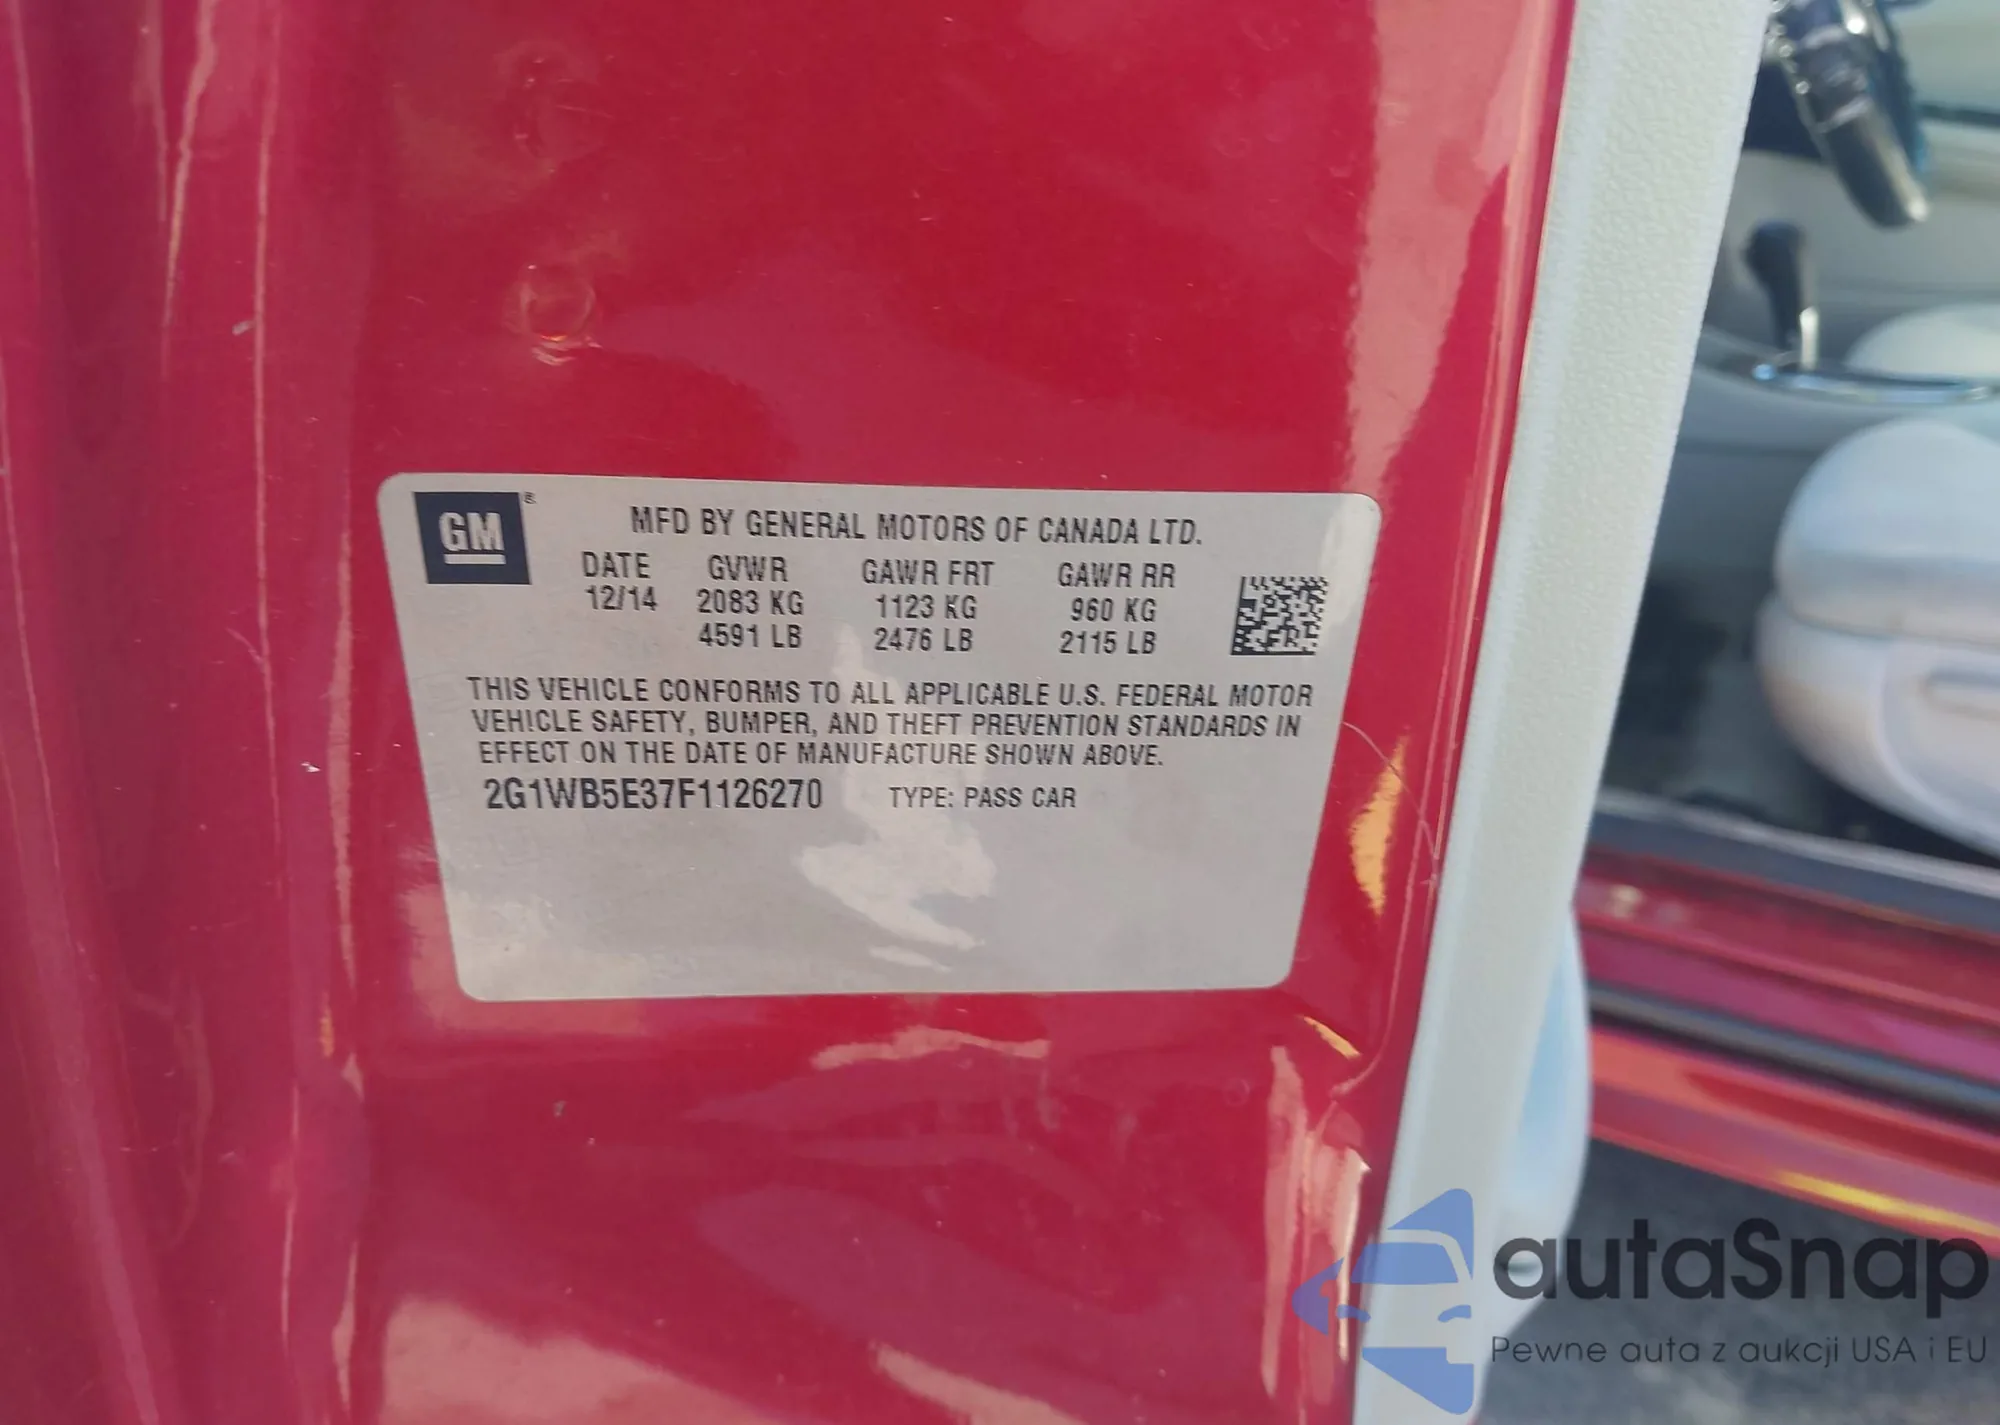 GM ®
MFD BY GENERAL MOTORS OF CANADA LTD.
DATE GVWR GAWR FRT GAWR RR
12/14 2083 KG 1123 KG 960 KG
4591 LB 2476 LB 2115 LB
THIS VEHICLE CONFORMS TO ALL APPLICABLE U.S. FEDERAL MOTOR
VEHICLE SAFETY, BUMPER, AND THEFT PREVENTION STANDARDS IN
EFFECT ON THE DATE OF MANUFACTURE SHOWN ABOVE.
2G1WB5E37F1126270 TYPE: PASS CAR
autaSnap
Pewne auta z aukcji USA i EU